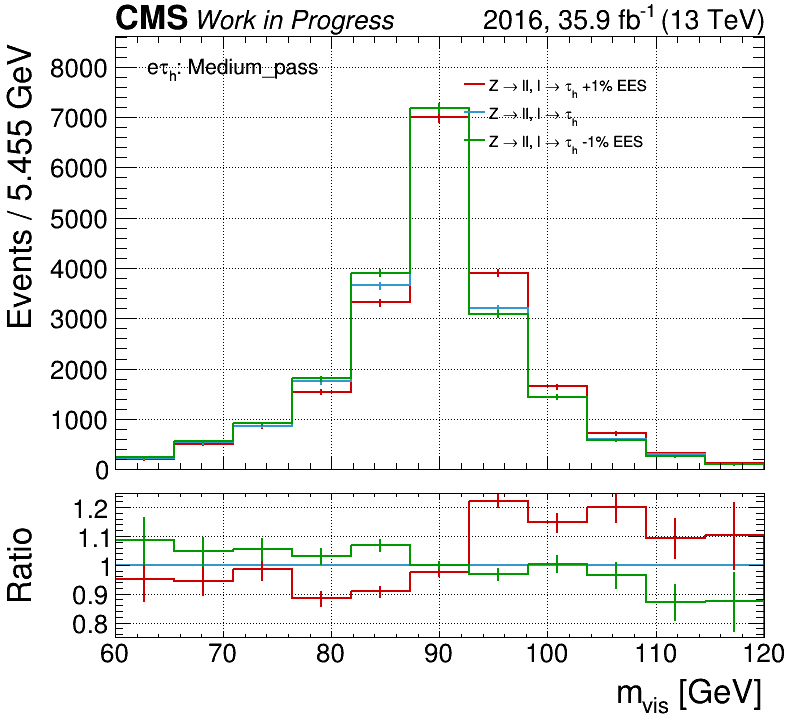 CMS Work in Progress 2016, 35.9 fb⁻¹ (13 TeV)
eτₕ: Medium_pass
Z → ll, l → τₕ +1% EES
Z → ll, l → τₕ
Z → ll, l → τₕ -1% EES
Events / 5.455 GeV
8000
7000
6000
5000
4000
3000
2000
1000
0
Ratio
1.2
1.1
1
0.9
0.8
60 70 80 90 100 110 120
m_vis [GeV]